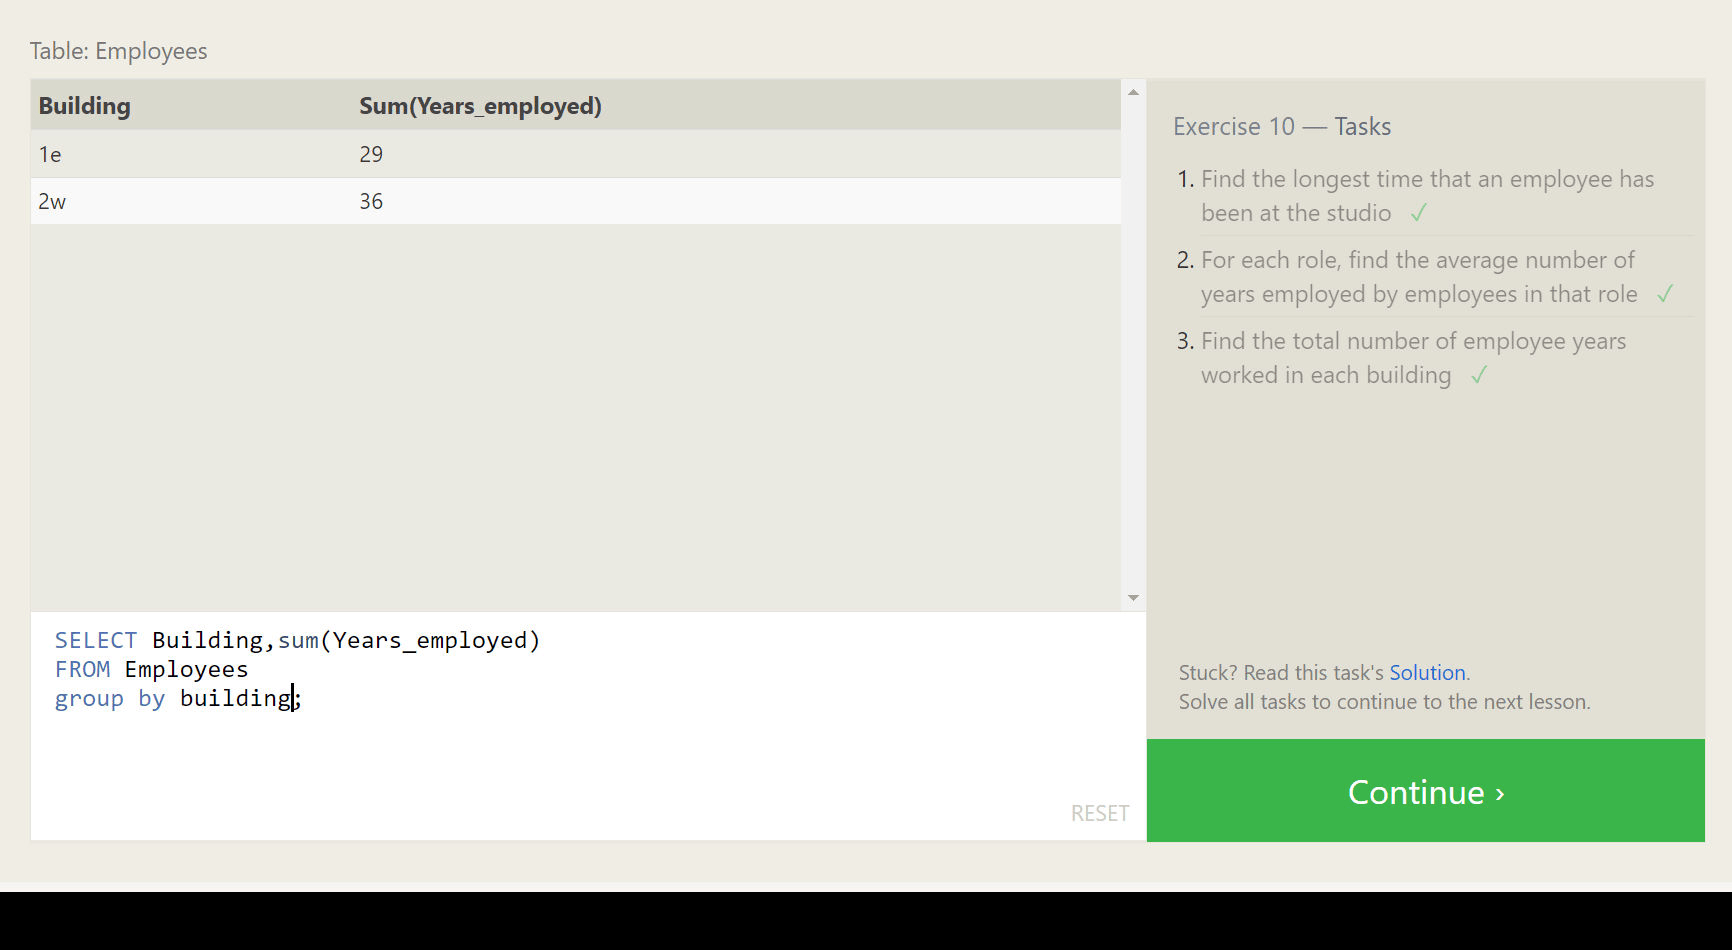 Table: Employees
Building Sum(Years_employed)
1e 29
2w 36
SELECT Building,sum(Years_employed)
FROM Employees
group by building;
RESET
Exercise 10 — Tasks
1. Find the longest time that an employee has
been at the studio ✓
2. For each role, find the average number of
years employed by employees in that role ✓
3. Find the total number of employee years
worked in each building ✓
Stuck? Read this task's Solution.
Solve all tasks to continue to the next lesson.
Continue ›